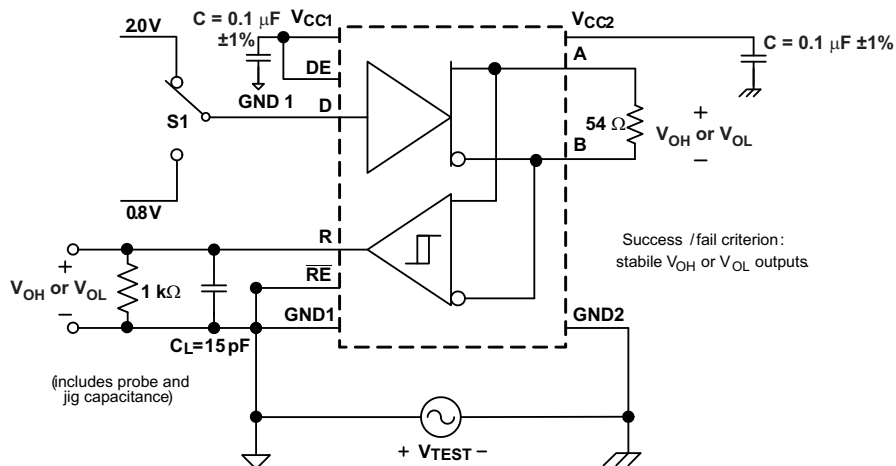 C = 0.1 µF
±1%
VCC1
VCC2
C = 0.1 µF ±1%
2.0V
DE
GND 1
A
S1
D
54 Ω
+
VOH or VOL
−
B
0.8V
R
Success /fail criterion:
stabile VOH or VOL outputs.
+
VOH or VOL
−
1 kΩ
RE
GND1
GND2
CL=15pF
(includes probe and
jig capacitance)
+ VTEST −